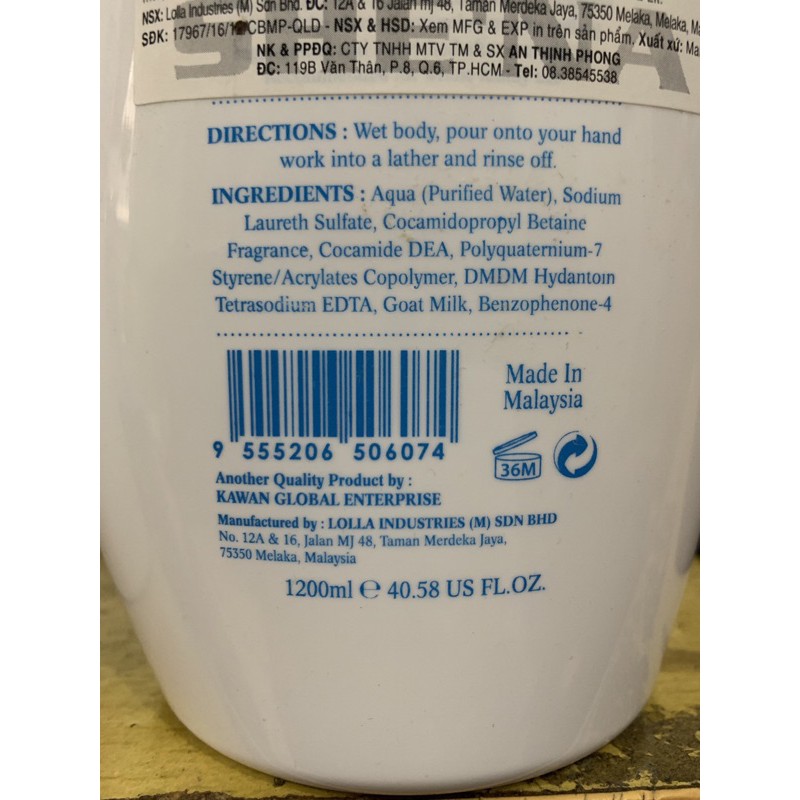 NSX: Lolla Industries (M) Sdn Bhd. ĐC: 12A & 16 Jalan mj 48, Taman Merdeka Jaya, 75350 Melaka, Melaka, Ma
SĐK: 17967/16/ CBMP-QLD - NSX & HSD: Xem MFG & EXP in trên sản phẩm. Xuất xứ: Ma
NK & PPĐQ: CTY TNHH MTV TM & SX AN THỊNH PHONG
ĐC: 119B Văn Thân, P.8, Q.6, TP.HCM - Tel: 08.38545538
DIRECTIONS : Wet body, pour onto your hand
work into a lather and rinse off.
INGREDIENTS : Aqua (Purified Water), Sodium
Laureth Sulfate, Cocamidopropyl Betaine
Fragrance, Cocamide DEA, Polyquaternium-7
Styrene/Acrylates Copolymer, DMDM Hydantoin
Tetrasodium EDTA, Goat Milk, Benzophenone-4
Made In
Malaysia
9 555206 506074
36M
Another Quality Product by :
KAWAN GLOBAL ENTERPRISE
Manufactured by : LOLLA INDUSTRIES (M) SDN BHD
No. 12A & 16, Jalan MJ 48, Taman Merdeka Jaya,
75350 Melaka, Malaysia
1200ml ℮ 40.58 US FL.OZ.